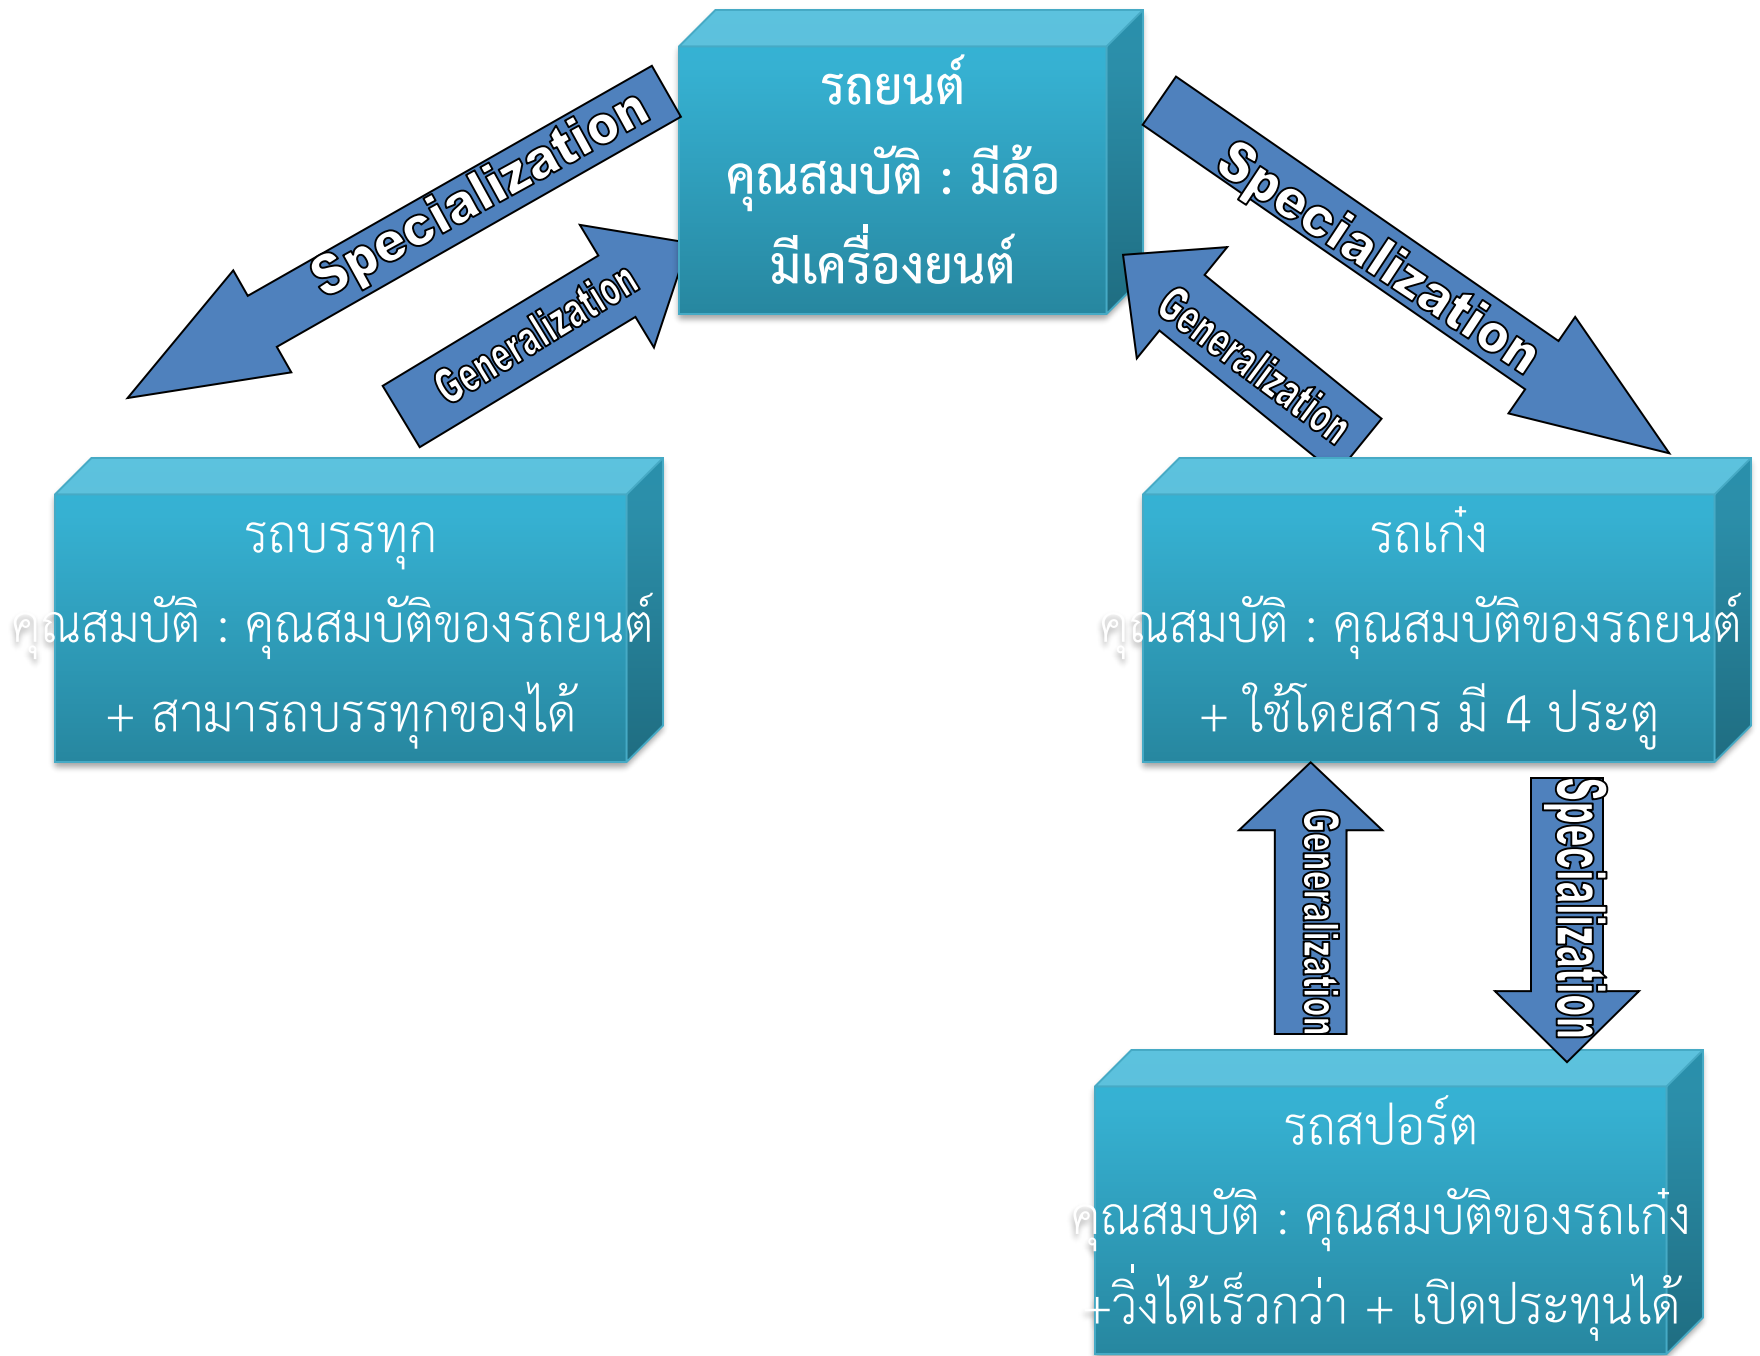 รถยนต์
คุณสมบัติ : มีล้อ
มีเครื่องยนต์
Specialization
Generalization
Specialization
Generalization
รถบรรทุก
คุณสมบัติ : คุณสมบัติของรถยนต์
+ สามารถบรรทุกของได้
รถเก๋ง
คุณสมบัติ : คุณสมบัติของรถยนต์
+ ใช้โดยสาร มี 4 ประตู
Generalization
Specialization
รถสปอร์ต
คุณสมบัติ : คุณสมบัติของรถเก๋ง
+วิ่งได้เร็วกว่า + เปิดประทุนได้